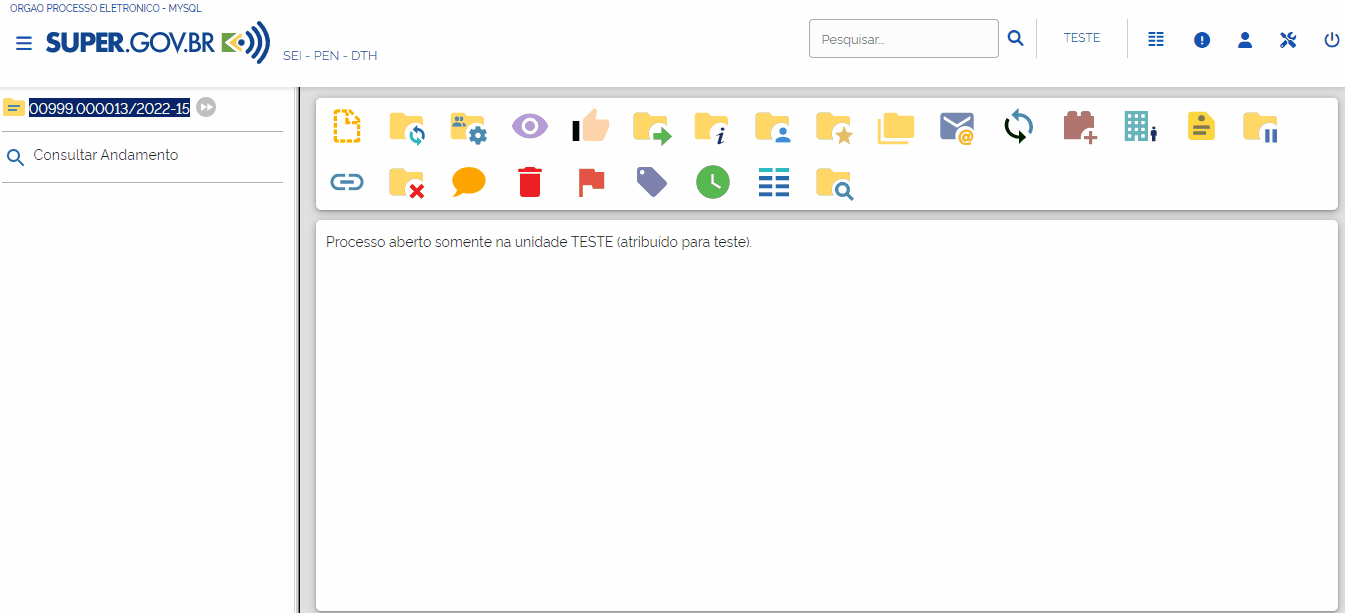 ORGAO PROCESSO ELETRONICO - MYSQL
SUPER.GOV.BR
SEI - PEN - DTH
Pesquisar...
TESTE
00999.000013/2022-15
Consultar Andamento
Processo aberto somente na unidade TESTE (atribuído para teste).